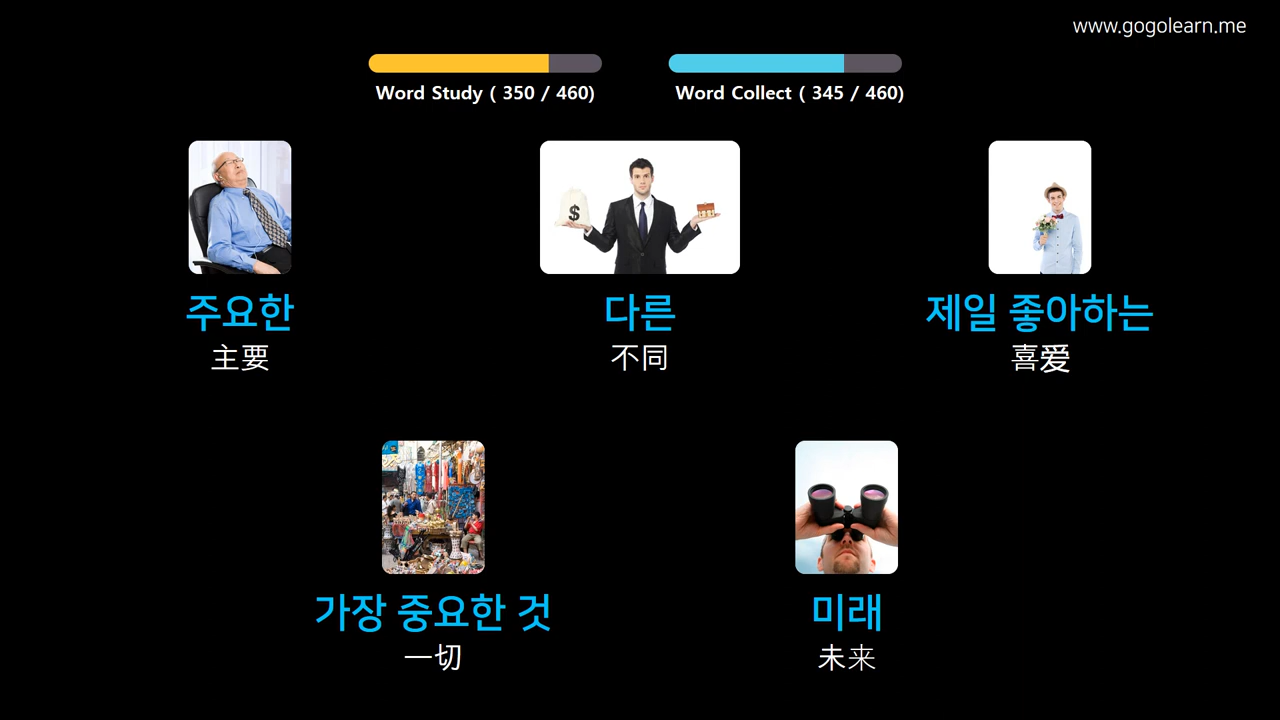 www.gogolearn.me
Word Study ( 350 / 460)
Word Collect ( 345 / 460)
$
주요한
主要
다른
不同
제일 좋아하는
喜爱
가장 중요한 것
一切
미래
未来